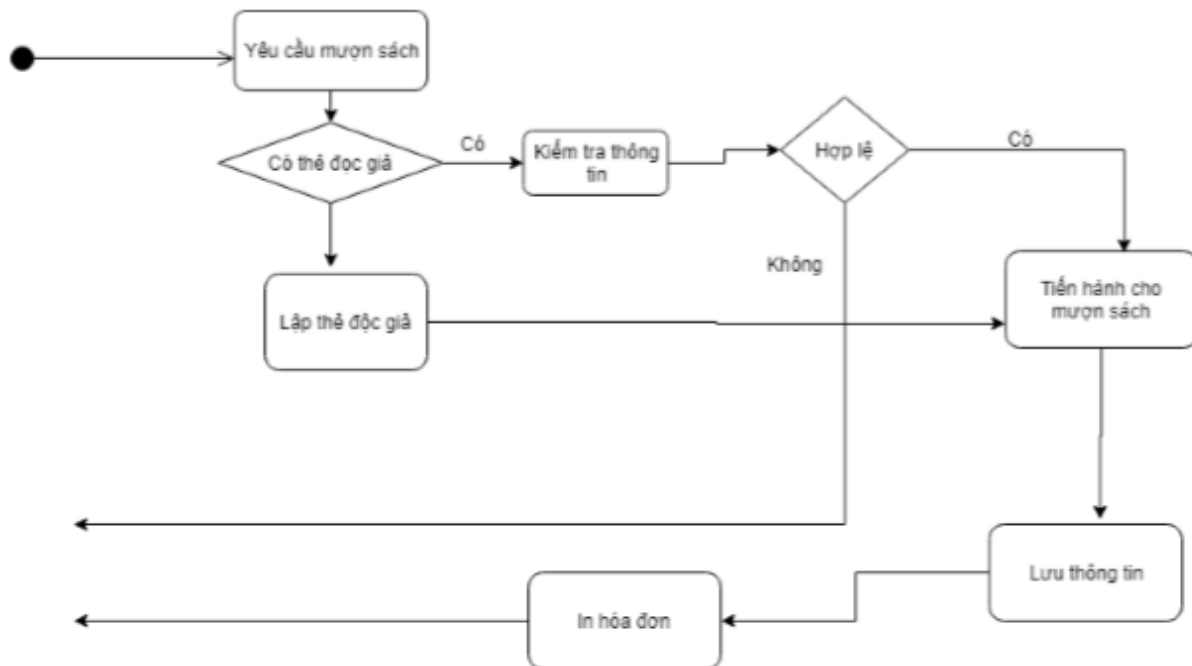 Yêu cầu mượn sách
Có thẻ đọc giả
Có
Kiểm tra thông
tin
Hợp lệ
Có
Không
Lập thẻ độc giả
Tiến hành cho
mượn sách
Lưu thông tin
In hóa đơn